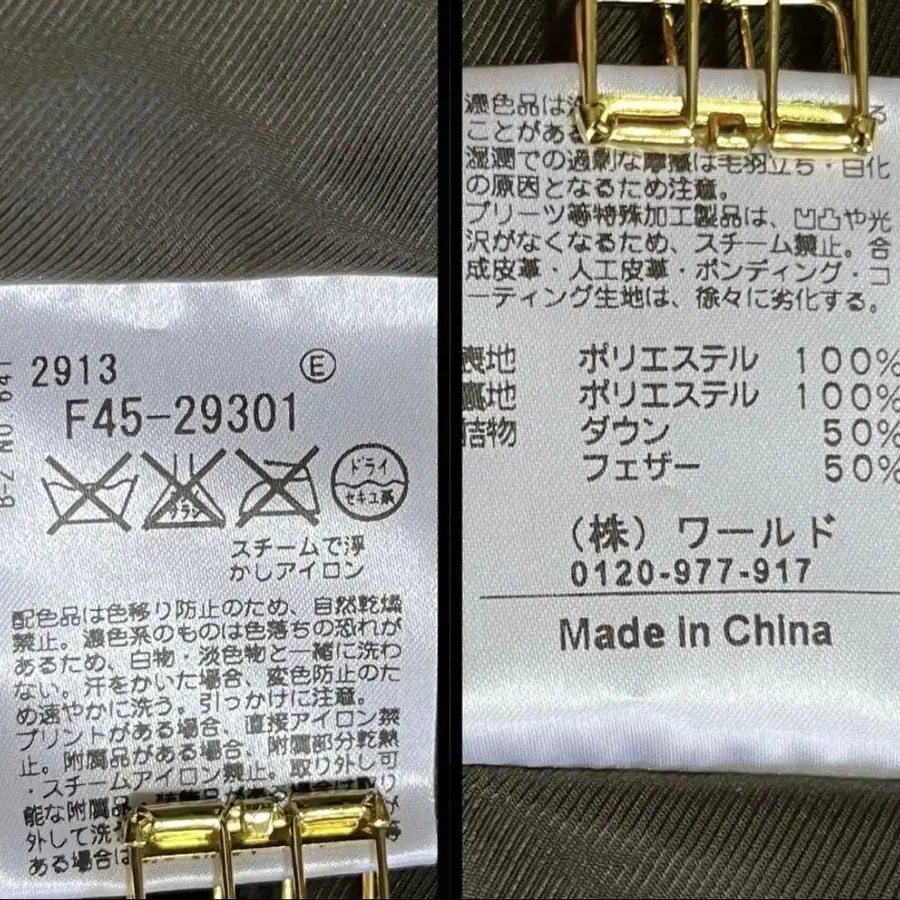 2913 Ⓔ
F45-29301
ドライ
セキユ系
スチームで浮
かしアイロン
配色品は色移り防止のため、自然乾燥
禁止。濃色系のものは色落ちの恐れが
あるため、白物・淡色物と一緒に洗わ
ない。汗をかいた場合、変色防止のた
め速やかに洗う。引っかけに注意。
プリントがある場合、直接アイロン禁
止。附属品がある場合、附属部分乾熱
・スチームアイロン禁止。取り外し可
能な附属品
外して洗
ある場合は
濃色品は
ことがある
湿潤での過剰な摩擦は毛羽立ち・白化
の原因となるため注意。
プリーツ等特殊加工製品は、凹凸や光
沢がなくなるため、スチーム禁止。合
成皮革・人工皮革・ボンディング・コ
ーティング生地は、徐々に劣化する。
表地 ポリエステル 100%
裏地 ポリエステル 100%
詰物 ダウン 50%
フェザー 50%
(株)ワールド
0120-977-917
Made in China